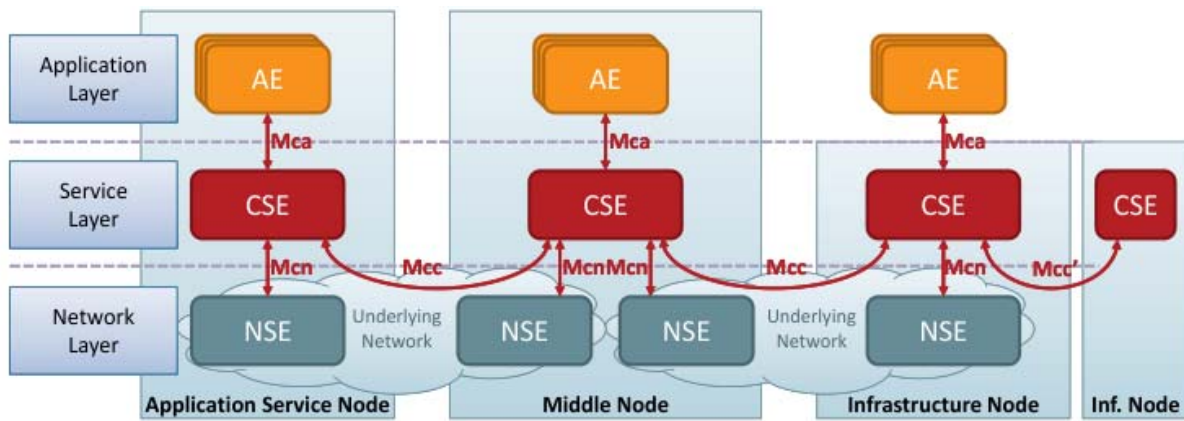 Application
Layer
AE
AE
AE
Mca
Mca
Mca
Service
Layer
CSE
CSE
CSE
CSE
Mcn
Mcc
Mcn
Mcn
Mcc
Mcn
Mcc'
Network
Layer
NSE
Underlying
Network
NSE
NSE
Underlying
Network
NSE
Application Service Node
Middle Node
Infrastructure Node
Inf. Node